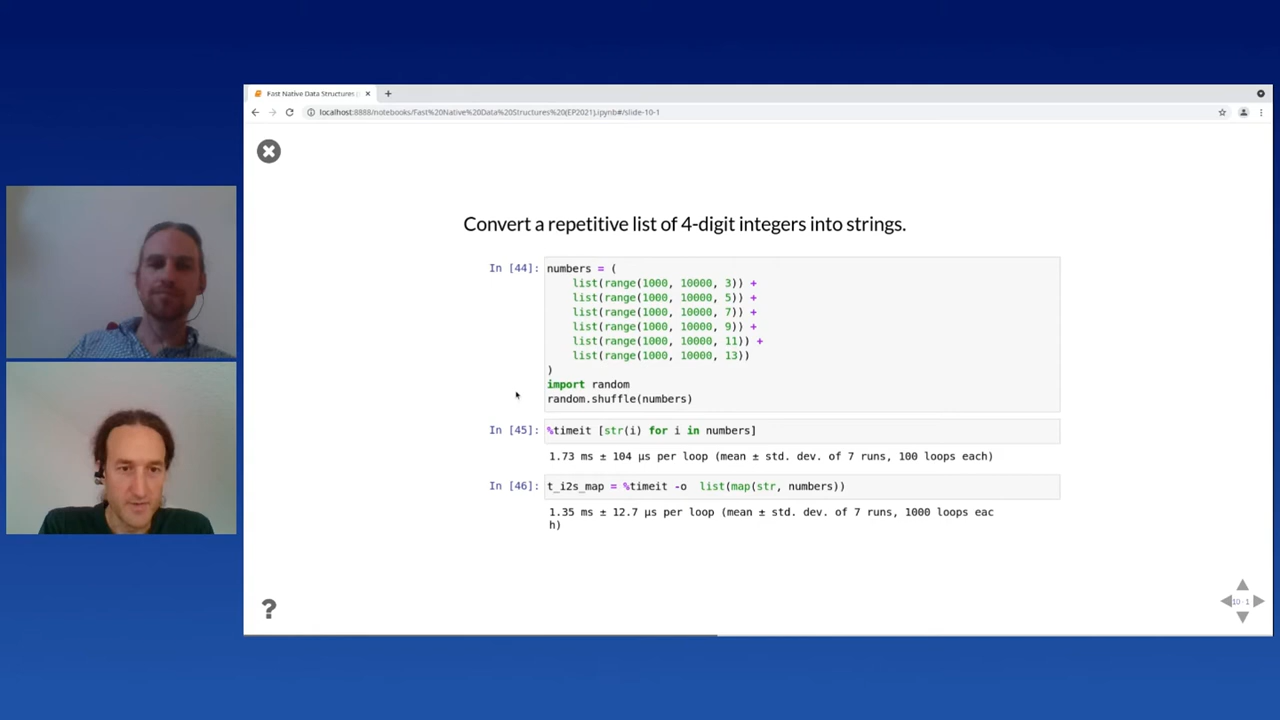 Fast Native Data Structures (
localhost:8888/notebooks/Fast%20Native%20Data%20Structures%20(EP2021).ipynb#/slide-10-1
Convert a repetitive list of 4-digit integers into strings.
In [44]: numbers = (
list(range(1000, 10000, 3)) +
list(range(1000, 10000, 5)) +
list(range(1000, 10000, 7)) +
list(range(1000, 10000, 9)) +
list(range(1000, 10000, 11)) +
list(range(1000, 10000, 13))
)
import random
random.shuffle(numbers)
In [45]: %timeit [str(i) for i in numbers]
1.73 ms ± 104 µs per loop (mean ± std. dev. of 7 runs, 100 loops each)
In [46]: t_i2s_map = %timeit -o  list(map(str, numbers))
1.35 ms ± 12.7 µs per loop (mean ± std. dev. of 7 runs, 1000 loops eac
h)
?
10-1